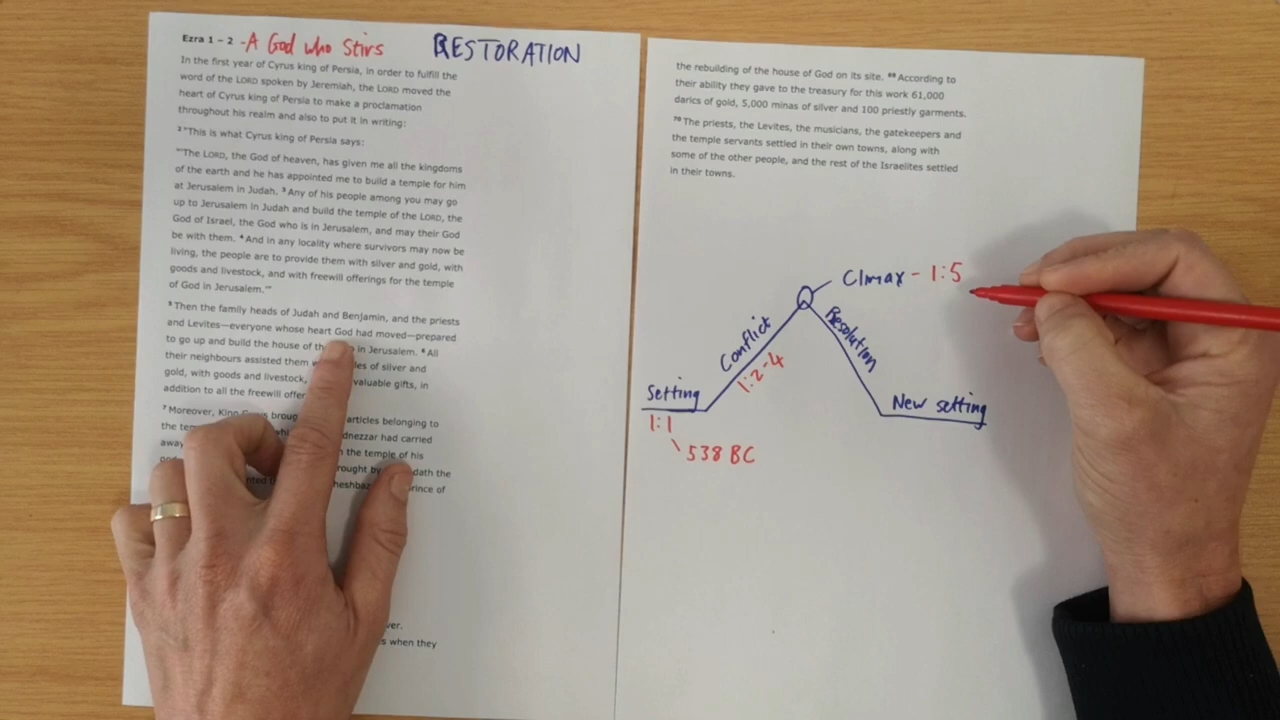 Ezra 1 – 2 -A God who Stirs RESTORATION
In the first year of Cyrus king of Persia, in order to fulfill the
word of the LORD spoken by Jeremiah, the LORD moved the
heart of Cyrus king of Persia to make a proclamation
throughout his realm and also to put it in writing:
2 "This is what Cyrus king of Persia says:
"'The LORD, the God of heaven, has given me all the kingdoms
of the earth and he has appointed me to build a temple for him
at Jerusalem in Judah. 3 Any of his people among you may go
up to Jerusalem in Judah and build the temple of the LORD, the
God of Israel, the God who is in Jerusalem, and may their God
be with them. 4 And in any locality where survivors may now be
living, the people are to provide them with silver and gold, with
goods and livestock, and with freewill offerings for the temple
of God in Jerusalem.'"
5 Then the family heads of Judah and Benjamin, and the priests
and Levites—everyone whose heart God had moved—prepared
to go up and build the house of the in Jerusalem. 6 All
their neighbours assisted them of silver and
gold, with goods and livestock, valuable gifts, in
addition to all the freewill
7 Moreover, King articles belonging to
the had carried
away the temple of his
brought by the
of
ver.
when they
the rebuilding of the house of God on its site. 69 According to
their ability they gave to the treasury for this work 61,000
darics of gold, 5,000 minas of silver and 100 priestly garments.
70 The priests, the Levites, the musicians, the gatekeepers and
the temple servants settled in their own towns, along with
some of the other people, and the rest of the Israelites settled
in their towns.
Climax - 1:5
Conflict
1:2-4
Resolution
Setting
1:1
538 BC
New setting